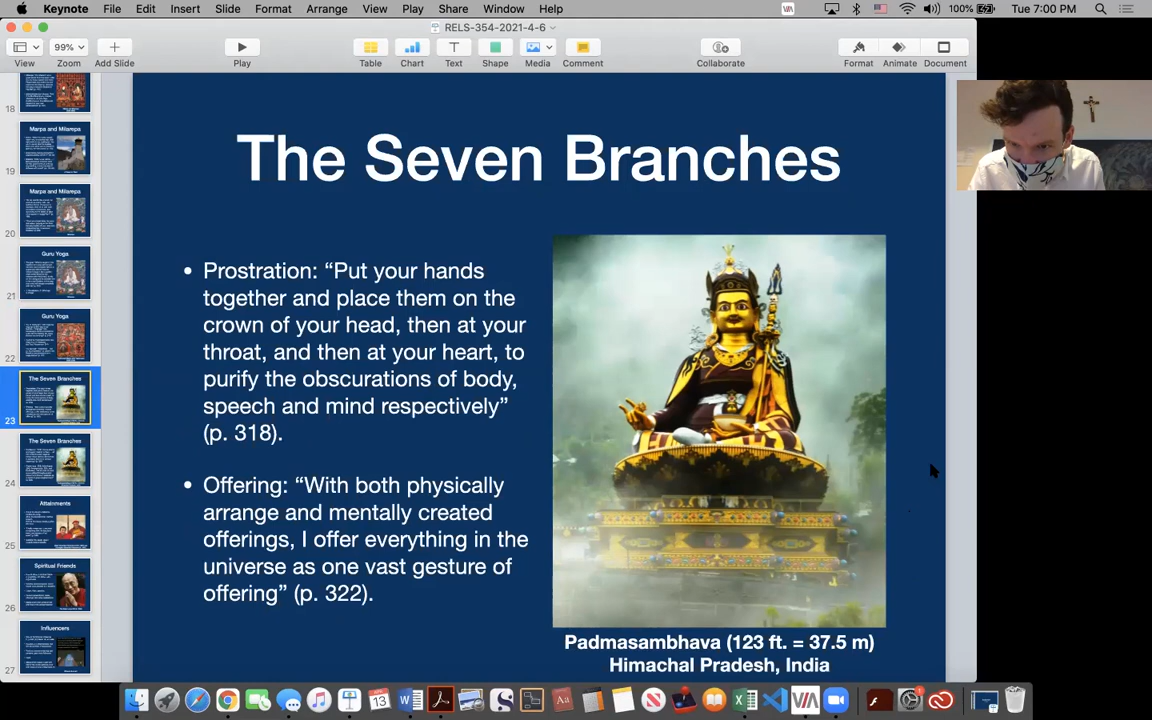 Keynote File Edit Insert Slide Format Arrange View Play Share Window Help
VIA 100% Tue 7:00 PM
RELS-354-2021-4-6
99%
View Zoom Add Slide Play Table Chart Text Shape Media Comment Collaborate Format Animate Document
18
Marpa and Milarepa
19
Marpa and Milarepa
20
Guru Yoga
21
Guru Yoga
22
The Seven Branches
23
The Seven Branches
24
Attainments
25
Spiritual Friends
26
Influencers
27
The Seven Branches
• Prostration: “Put your hands
together and place them on the
crown of your head, then at your
throat, and then at your heart, to
purify the obscurations of body,
speech and mind respectively”
(p. 318).
• Offering: “With both physically
arrange and mentally created
offerings, I offer everything in the
universe as one vast gesture of
offering” (p. 322).
Padmasambhava (123 ft. = 37.5 m)
Himachal Pradesh, India
13
VIA
1